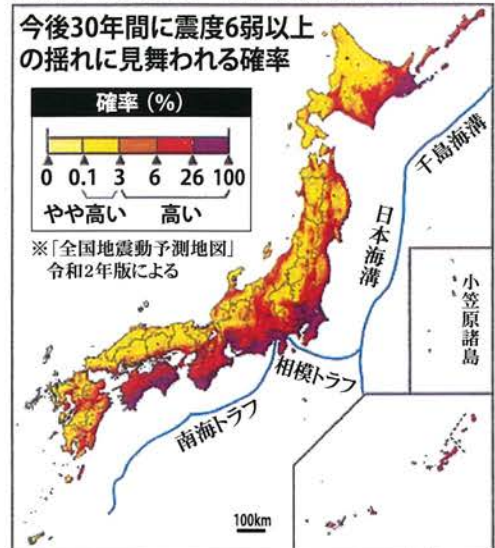 今後30年間に震度6弱以上
の揺れに見舞われる確率
確率（%）
0 0.1 3 6 26 100
やや高い 高い
※「全国地震動予測地図」
令和2年版による
千島海溝
日本海溝
小笠原諸島
相模トラフ
南海トラフ
100km